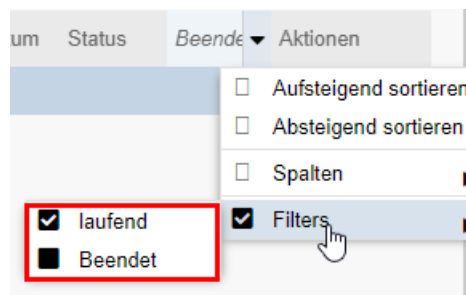 um Status Beende Aktionen
Aufsteigend sortieren
Absteigend sortieren
Spalten
laufend Filters
Beendet